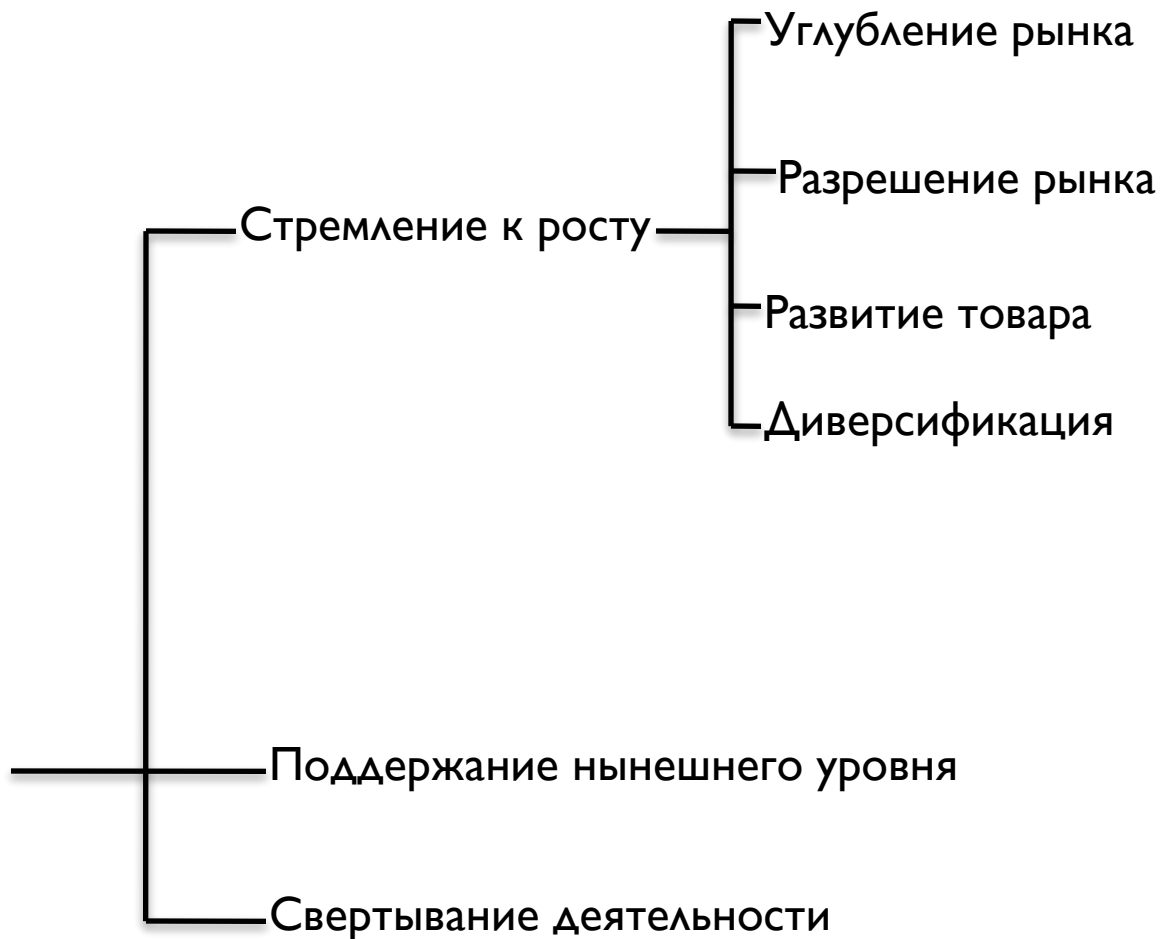 Углубление рынка
Разрешение рынка
Стремление к росту
Развитие товара
Диверсификация
Поддержание нынешнего уровня
Свертывание деятельности